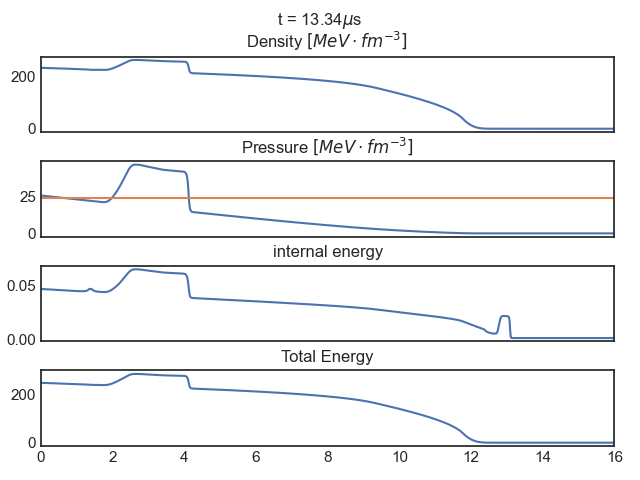 t = 13.34μs
Density [MeV · fm⁻³]
200
0
Pressure [MeV · fm⁻³]
25
0
internal energy
0.05
0.00
Total Energy
200
0
0 2 4 6 8 10 12 14 16